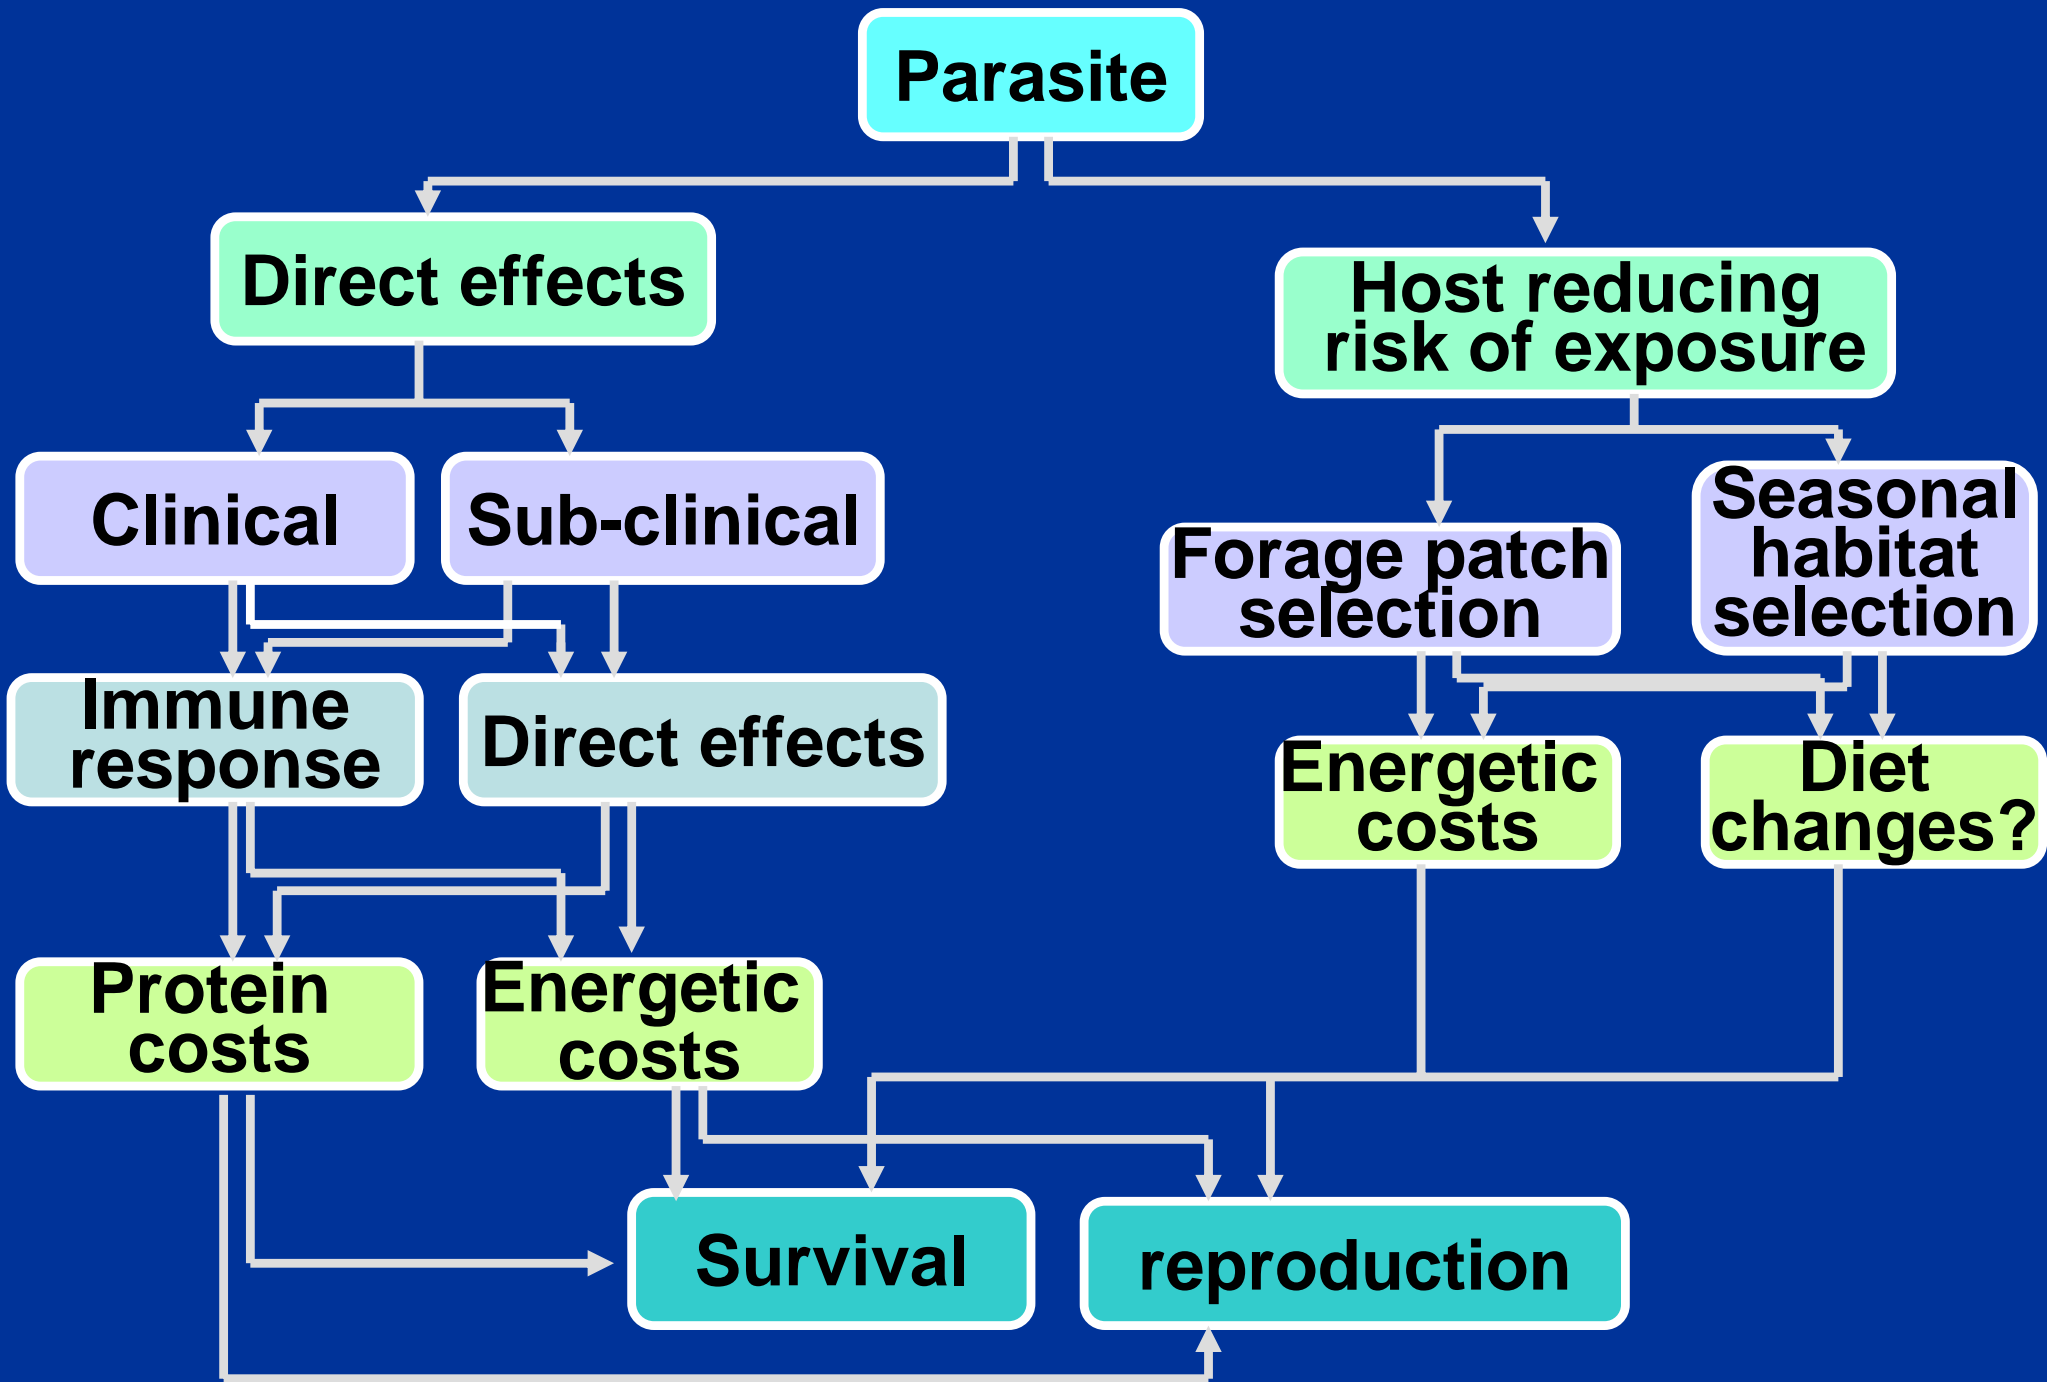 Parasite
Direct effects
Host reducing
risk of exposure
Clinical
Sub-clinical
Forage patch
selection
Seasonal
habitat
selection
Immune
response
Direct effects
Energetic
costs
Diet
changes?
Protein
costs
Energetic
costs
Survival
reproduction